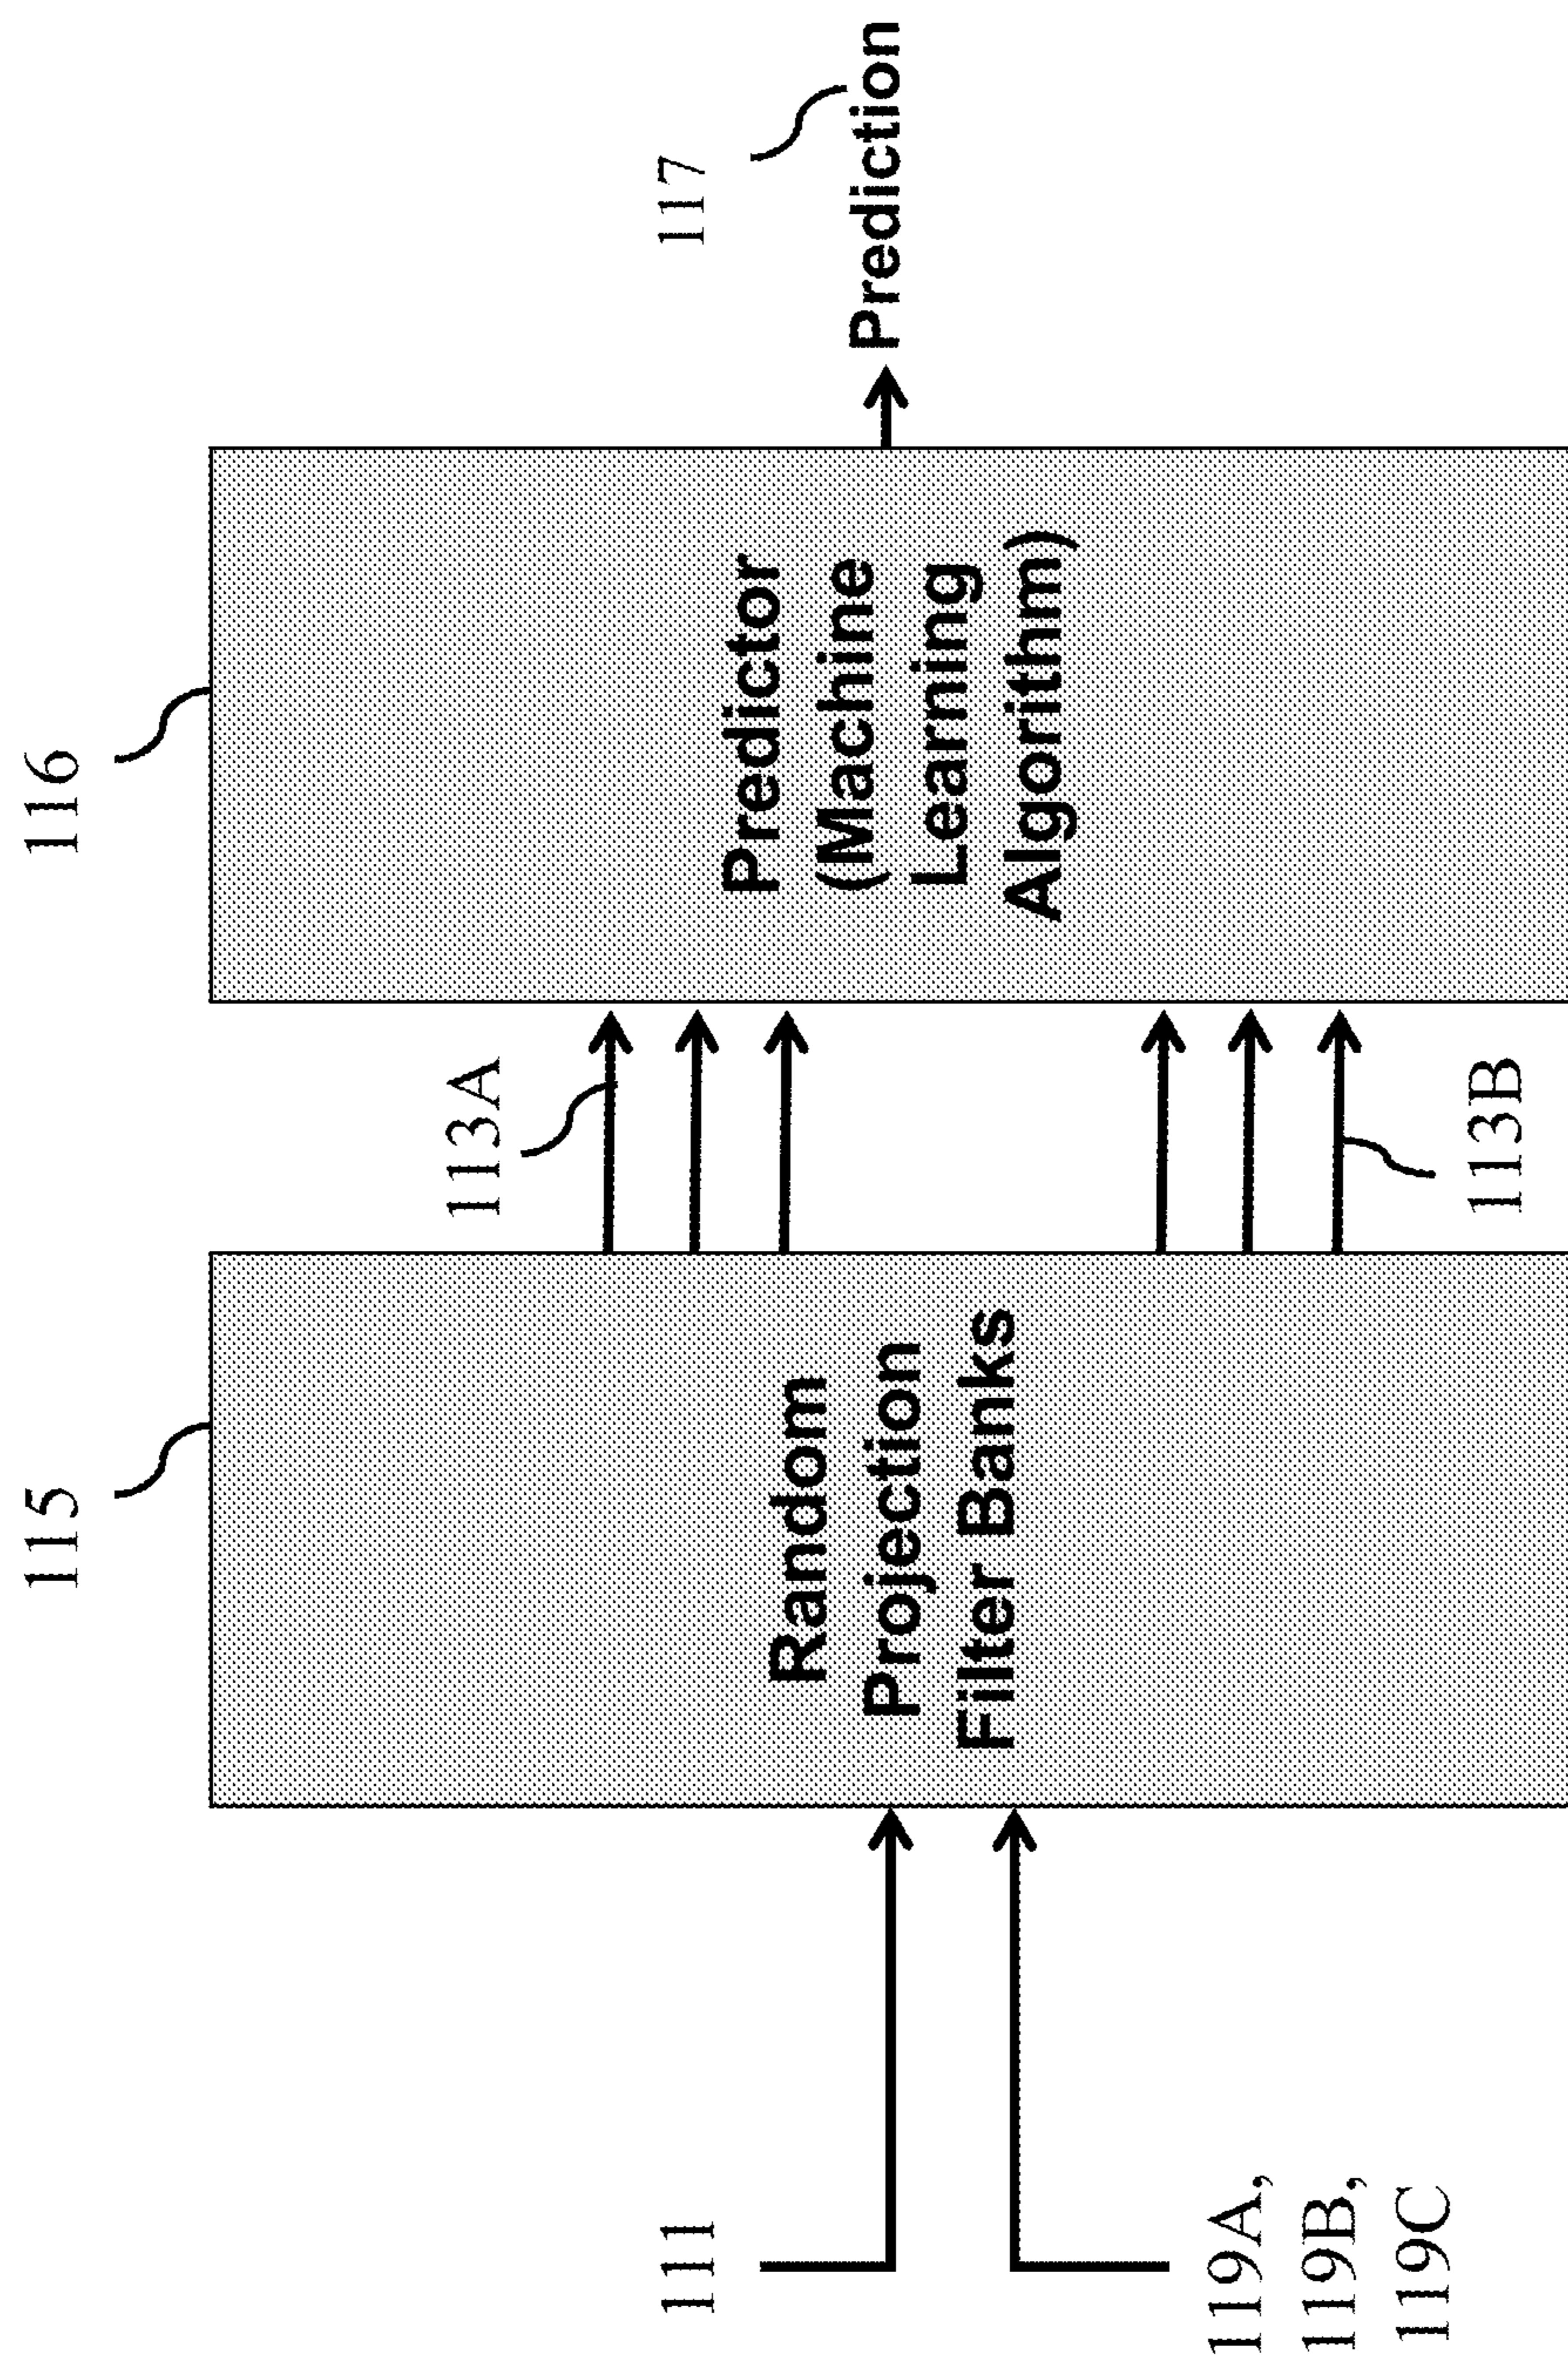 111
119A,
119B,
119C
115
Random
Projection
Filter Banks
113A
113B
116
Predictor
(Machine
Learning
Algorithm)
117
Prediction